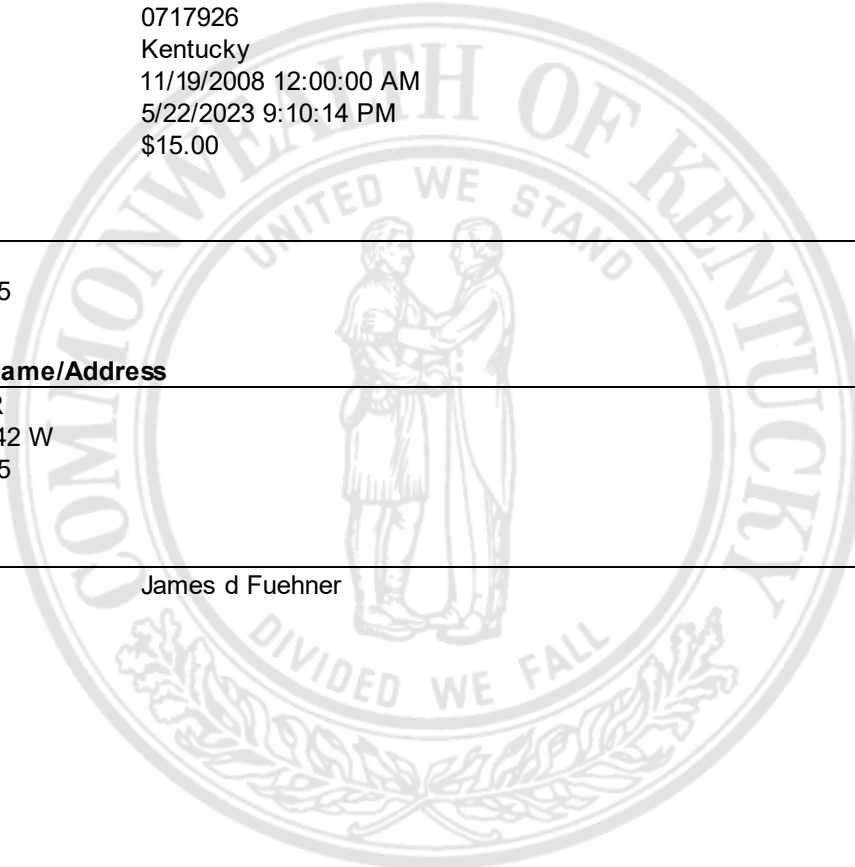 0717926
Kentucky
11/19/2008 12:00:00 AM
5/22/2023 9:10:14 PM
$15.00
COMMONWEALTH OF KENTUCKY
UNITED WE STAND
5
ame/Address
R
42 W
5
James d Fuehner
DIVIDED WE FALL